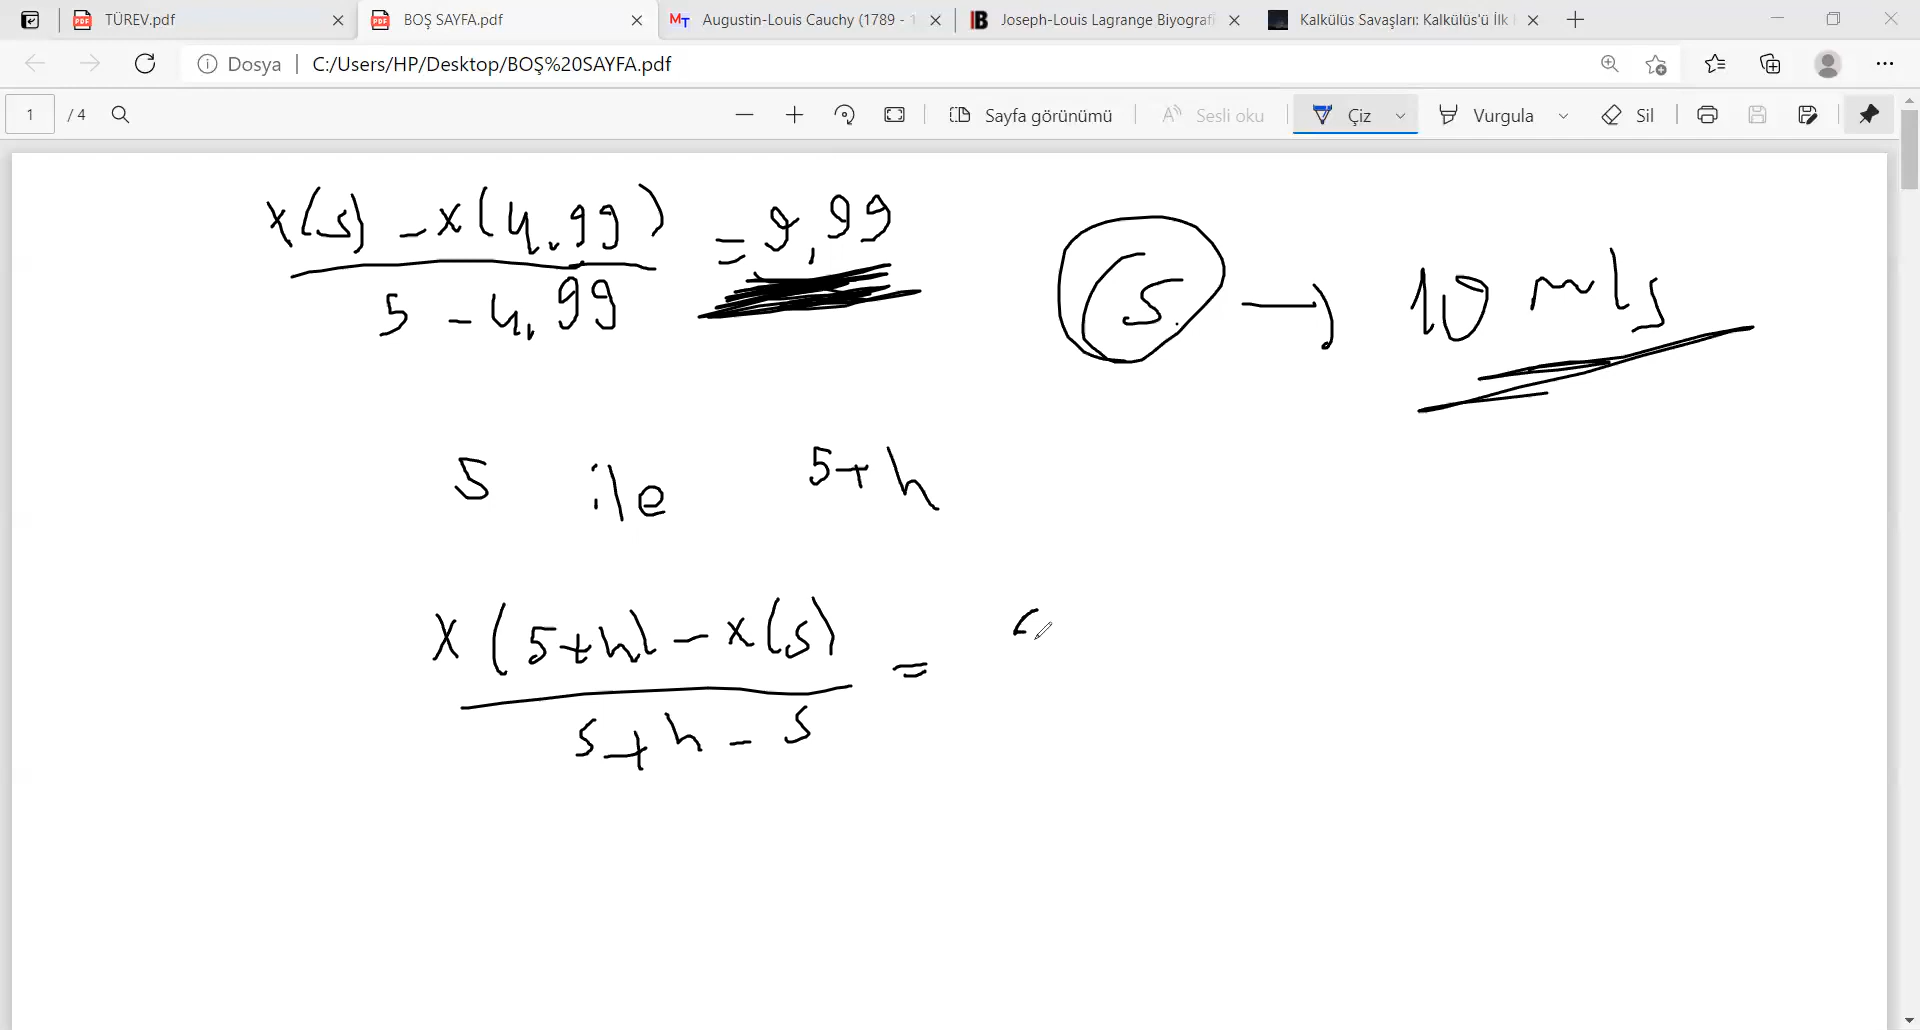 TÜREV.pdf
BOŞ SAYFA.pdf
Augustin-Louis Cauchy (1789 - 1
Joseph-Louis Lagrange Biyografi
Kalkülüs Savaşları: Kalkülüs'ü İlk
Dosya | C:/Users/HP/Desktop/BOŞ%20SAYFA.pdf
1 / 4
Sayfa görünümü
Sesli oku
Çiz
Vurgula
Sil
x(5) - x(4,99)
5 - 4,99
= 9,99
5 → 10 m/s
5 ile 5+h
x(5+h) - x(5)
5+h - 5
=